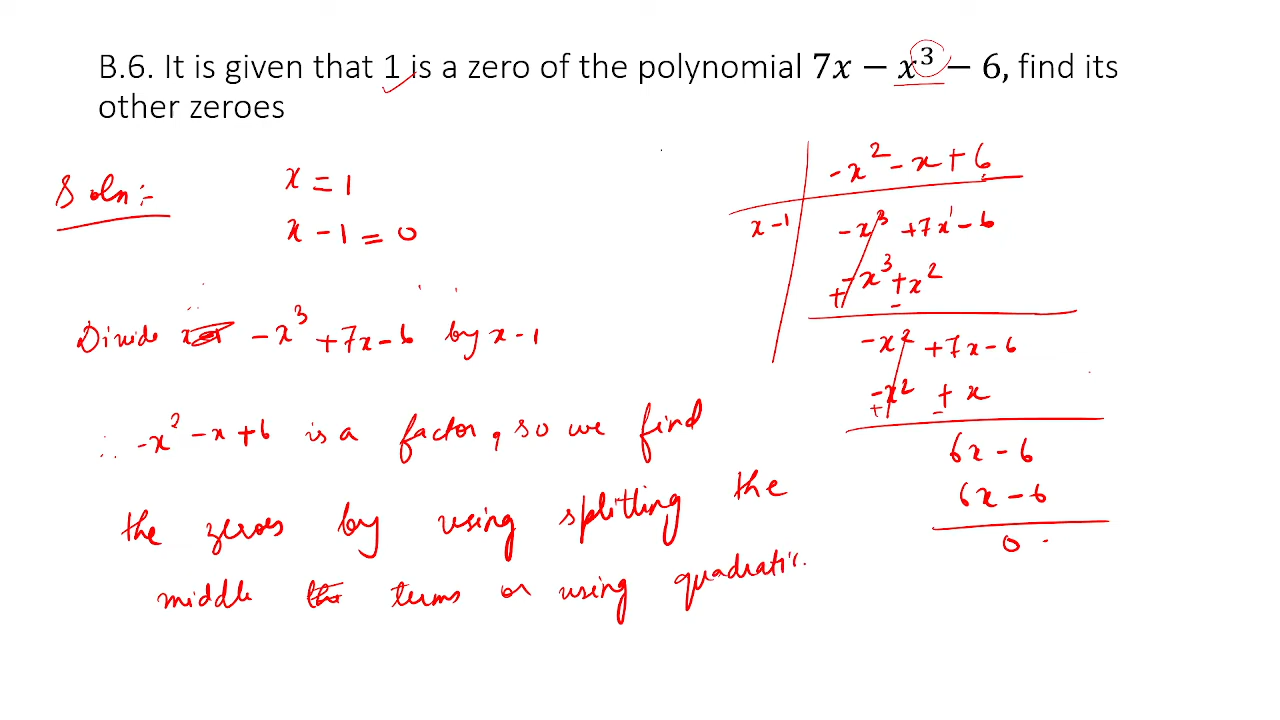 B.6. It is given that 1 is a zero of the polynomial 7x − x³ − 6, find its
other zeroes
Soln:-
x = 1
x - 1 = 0
Divide -x³ + 7x - 6 by x - 1
∴ -x² - x + 6 is a factor, so we find
the zeroes by using splitting the
middle terms or using quadratic.
-x² - x + 6
x - 1
-x³ + 7x¹ - 6
-x³ + x²
+ -
-x² + 7x - 6
-x² + x
+ -
6x - 6
6x - 6
0